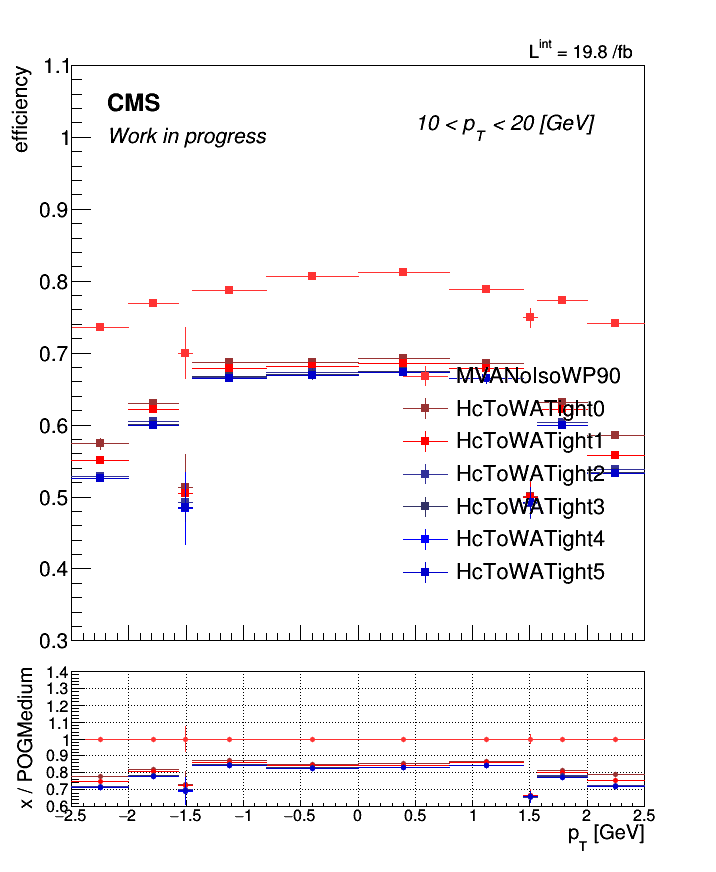 L^int = 19.8 /fb
efficiency
CMS
Work in progress
10 < p_T < 20 [GeV]
1.1
1
0.9
0.8
0.7
0.6
0.5
0.4
0.3
MVANoIsoWP90
HcToWATight0
HcToWATight1
HcToWATight2
HcToWATight3
HcToWATight4
HcToWATight5
x / POGMedium
1.4
1.3
1.2
1.1
1
0.9
0.8
0.7
0.6
−2.5 −2 −1.5 −1 −0.5 0 0.5 1 1.5 2 2.5
p_T [GeV]